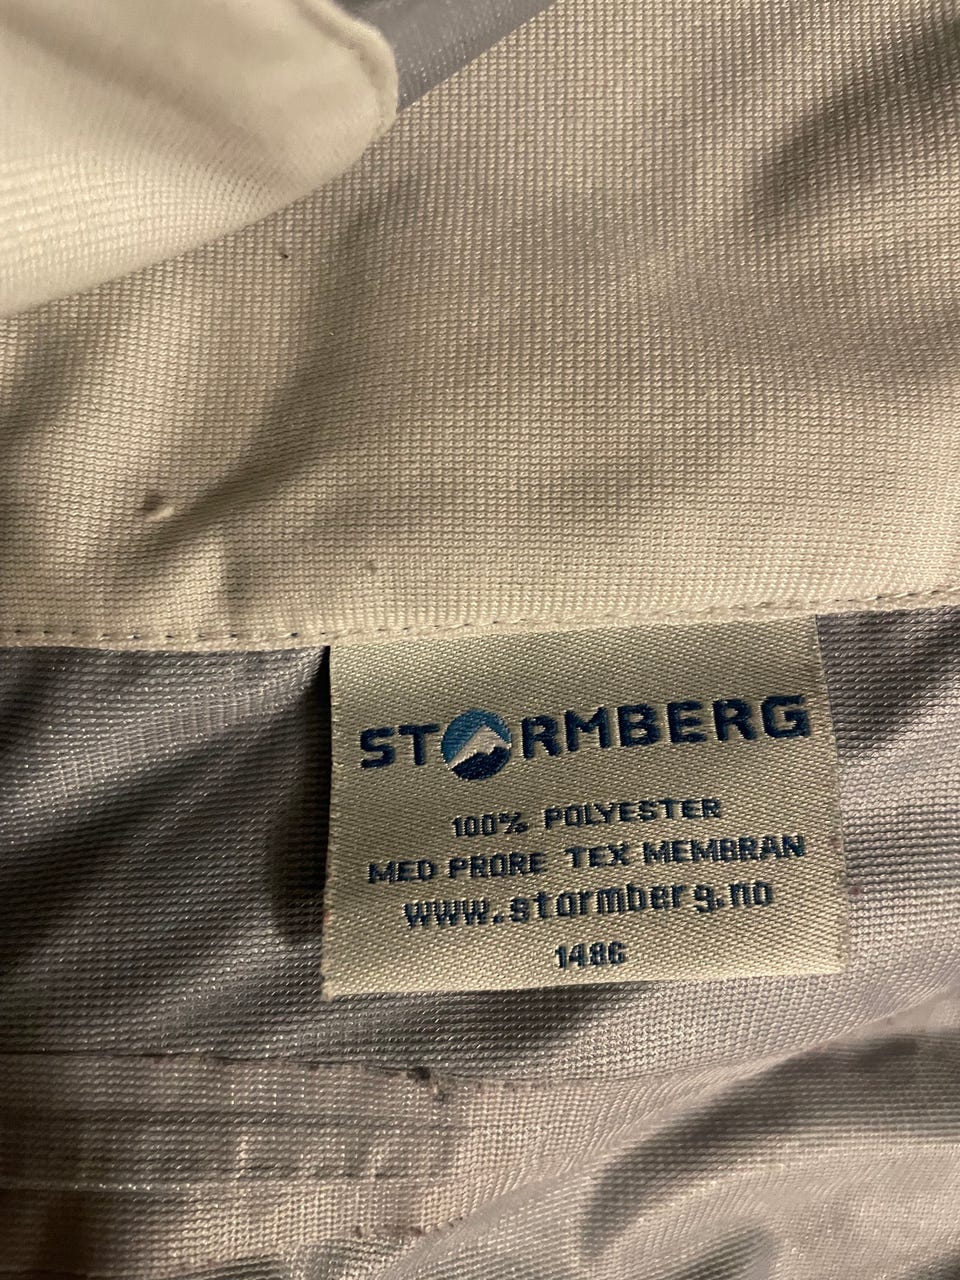 STORMBERG
100% POLYESTER
MED PRORE TEX MEMBRAN
www.stormberg.no
1486